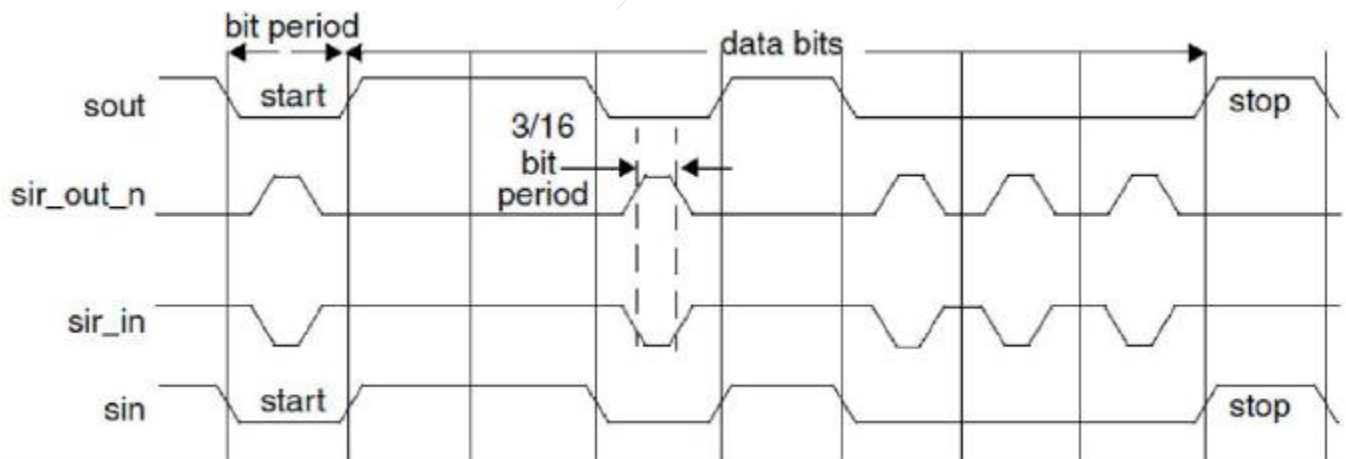 bit period
data bits
sout
start
stop
3/16
bit
period
sir_out_n
sir_in
sin
start
stop